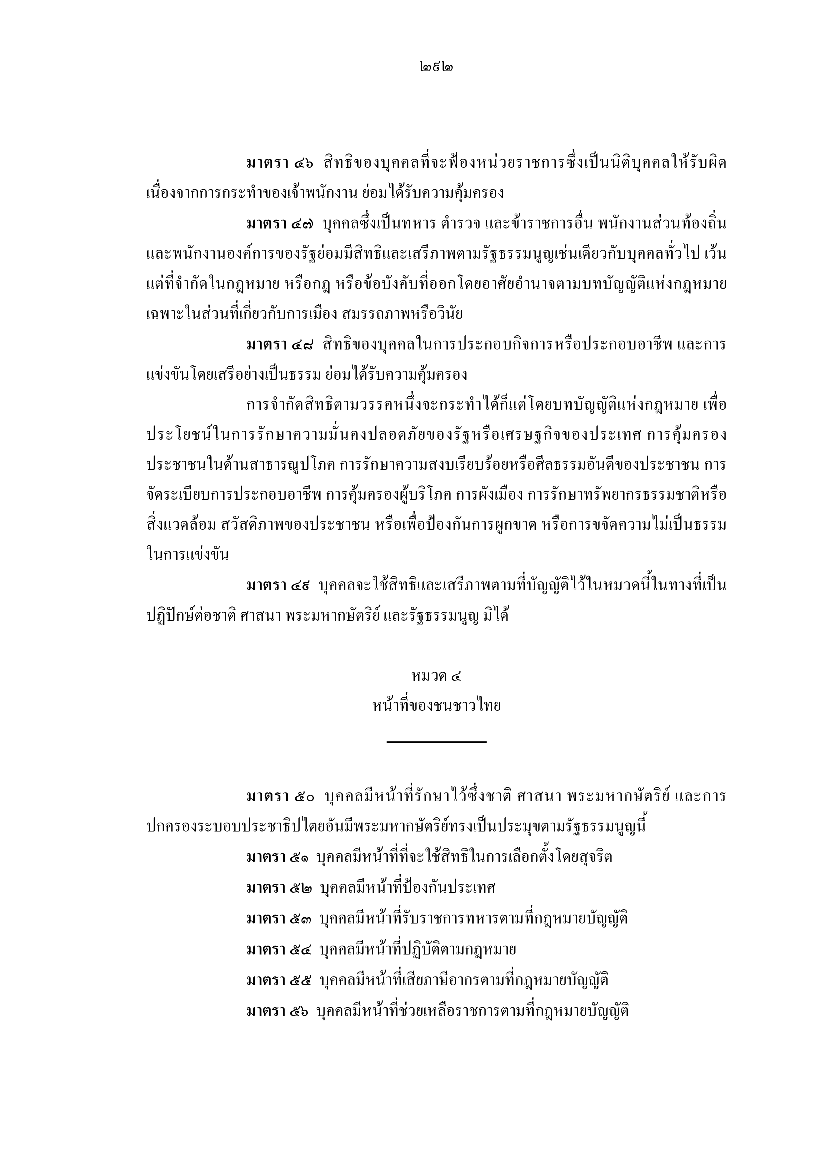 ๒๙๒
มาตรา ๔๖ สิทธิของบุคคลที่จะฟ้องหน่วยราชการซึ่งเป็นนิติบุคคลให้รับผิด
เนื่องจากการกระทำของเจ้าพนักงาน ย่อมได้รับความคุ้มครอง
มาตรา ๔๗ บุคคลซึ่งเป็นทหาร ตำรวจ และข้าราชการอื่น พนักงานส่วนท้องถิ่น
และพนักงานองค์การของรัฐย่อมมีสิทธิและเสรีภาพตามรัฐธรรมนูญเช่นเดียวกับบุคคลทั่วไป เว้น
แต่ที่จำกัดในกฎหมาย หรือกฎ หรือข้อบังคับที่ออกโดยอาศัยอำนาจตามบทบัญญัติแห่งกฎหมาย
เฉพาะในส่วนที่เกี่ยวกับการเมือง สมรรถภาพหรือวินัย
มาตรา ๔๘ สิทธิของบุคคลในการประกอบกิจการหรือประกอบอาชีพ และการ
แข่งขันโดยเสรีอย่างเป็นธรรม ย่อมได้รับความคุ้มครอง
การจำกัดสิทธิตามวรรคหนึ่งจะกระทำได้ก็แต่โดยบทบัญญัติแห่งกฎหมาย เพื่อ
ประโยชน์ในการรักษาความมั่นคงปลอดภัยของรัฐหรือเศรษฐกิจของประเทศ การคุ้มครอง
ประชาชนในด้านสาธารณูปโภค การรักษาความสงบเรียบร้อยหรือศีลธรรมอันดีของประชาชน การ
จัดระเบียบการประกอบอาชีพ การคุ้มครองผู้บริโภค การผังเมือง การรักษาทรัพยากรธรรมชาติหรือ
สิ่งแวดล้อม สวัสดิภาพของประชาชน หรือเพื่อป้องกันการผูกขาด หรือการขจัดความไม่เป็นธรรม
ในการแข่งขัน
มาตรา ๔๙ บุคคลจะใช้สิทธิและเสรีภาพตามที่บัญญัติไว้ในหมวดนี้ในทางที่เป็น
ปฏิปักษ์ต่อชาติ ศาสนา พระมหากษัตริย์ และรัฐธรรมนูญ มิได้
หมวด ๔
หน้าที่ของชนชาวไทย
มาตรา ๕๐ บุคคลมีหน้าที่รักษาไว้ซึ่งชาติ ศาสนา พระมหากษัตริย์ และการ
ปกครองระบอบประชาธิปไตยอันมีพระมหากษัตริย์ทรงเป็นประมุขตามรัฐธรรมนูญนี้
มาตรา ๕๑ บุคคลมีหน้าที่ที่จะใช้สิทธิในการเลือกตั้งโดยสุจริต
มาตรา ๕๒ บุคคลมีหน้าที่ป้องกันประเทศ
มาตรา ๕๓ บุคคลมีหน้าที่รับราชการทหารตามที่กฎหมายบัญญัติ
มาตรา ๕๔ บุคคลมีหน้าที่ปฏิบัติตามกฎหมาย
มาตรา ๕๕ บุคคลมีหน้าที่เสียภาษีอากรตามที่กฎหมายบัญญัติ
มาตรา ๕๖ บุคคลมีหน้าที่ช่วยเหลือราชการตามที่กฎหมายบัญญัติ